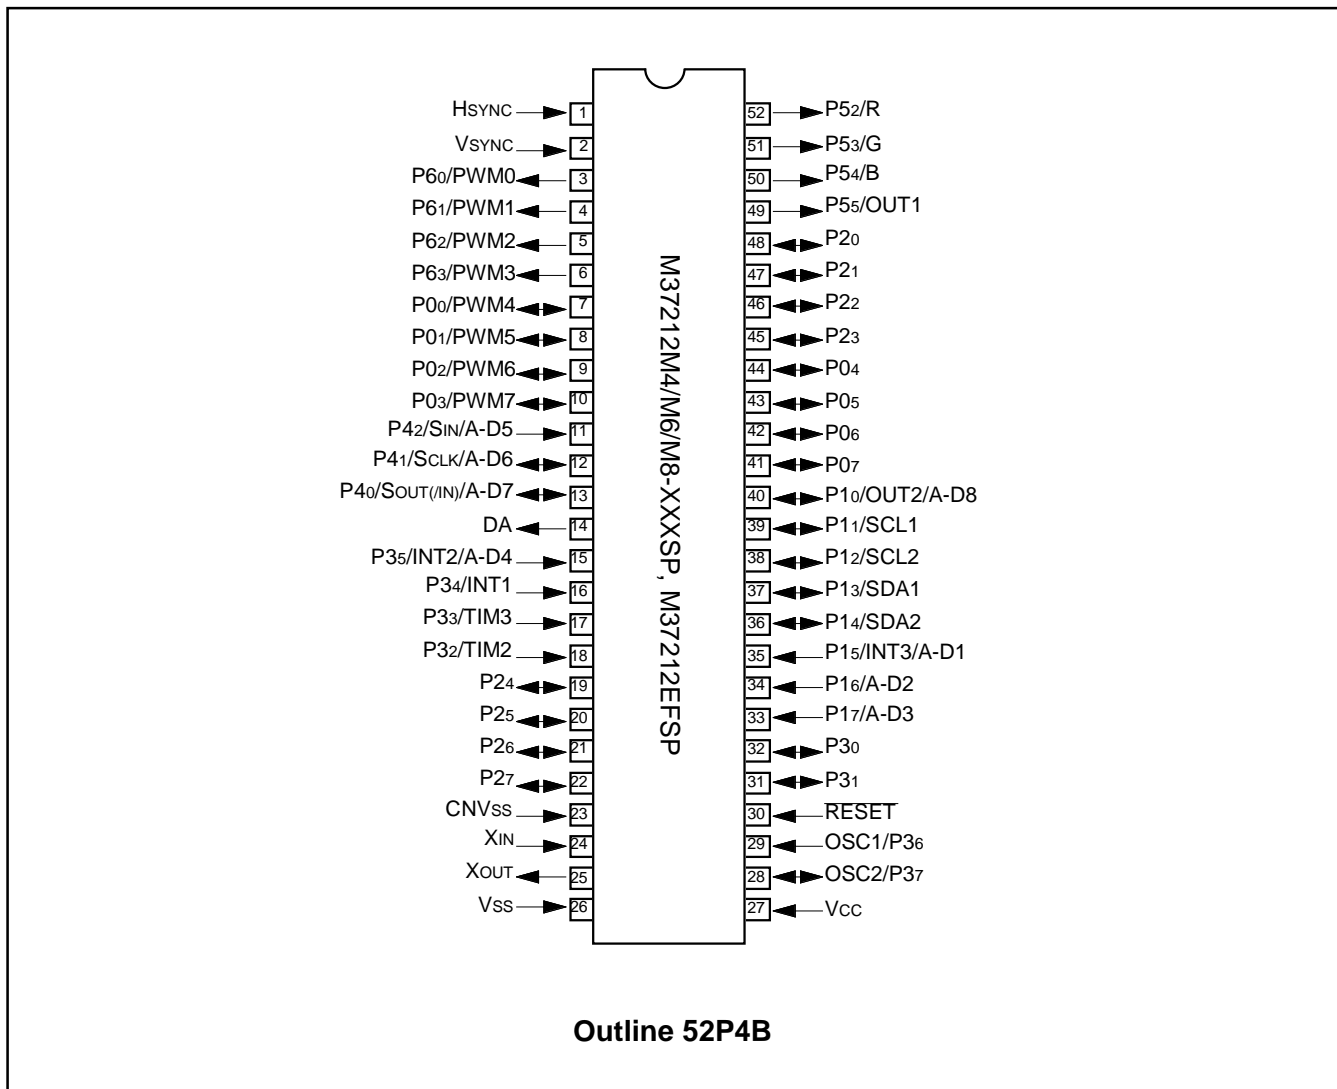 HSYNC 1 52 P52/R
VSYNC 2 51 P53/G
P60/PWM0 3 50 P54/B
P61/PWM1 4 49 P55/OUT1
P62/PWM2 5 48 P20
P63/PWM3 6 47 P21
P00/PWM4 7 46 P22
P01/PWM5 8 45 P23
P02/PWM6 9 44 P04
P03/PWM7 10 43 P05
P42/SIN/A-D5 11 42 P06
P41/SCLK/A-D6 12 41 P07
P40/SOUT(/IN)/A-D7 13 40 P10/OUT2/A-D8
DA 14 39 P11/SCL1
P35/INT2/A-D4 15 38 P12/SCL2
P34/INT1 16 37 P13/SDA1
P33/TIM3 17 36 P14/SDA2
P32/TIM2 18 35 P15/INT3/A-D1
P24 19 34 P16/A-D2
P25 20 33 P17/A-D3
P26 21 32 P30
P27 22 31 P31
CNVSS 23 30 RESET
XIN 24 29 OSC1/P36
XOUT 25 28 OSC2/P37
VSS 26 27 VCC
M37212M4/M6/M8-XXXSP, M37212EFSP
Outline 52P4B